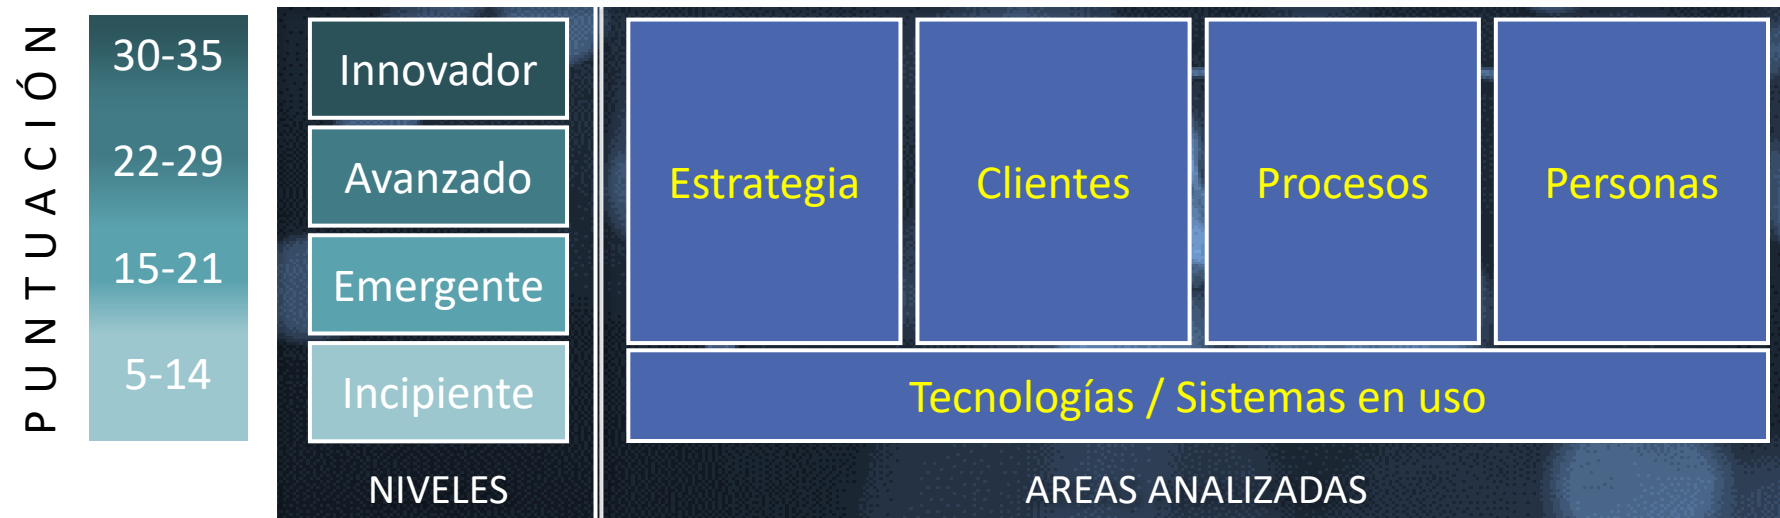 PUNTUACIÓN
30-35
22-29
15-21
5-14
Innovador
Avanzado
Emergente
Incipiente
NIVELES
Estrategia
Clientes
Procesos
Personas
Tecnologías / Sistemas en uso
AREAS ANALIZADAS